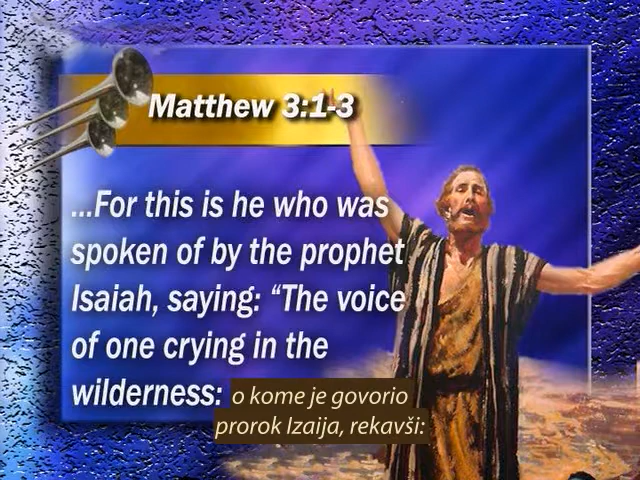 Matthew 3:1-3
...For this is he who was
spoken of by the prophet
Isaiah, saying: “The voice
of one crying in the
wilderness:
o kome je govorio
prorok Izaija, rekavši: